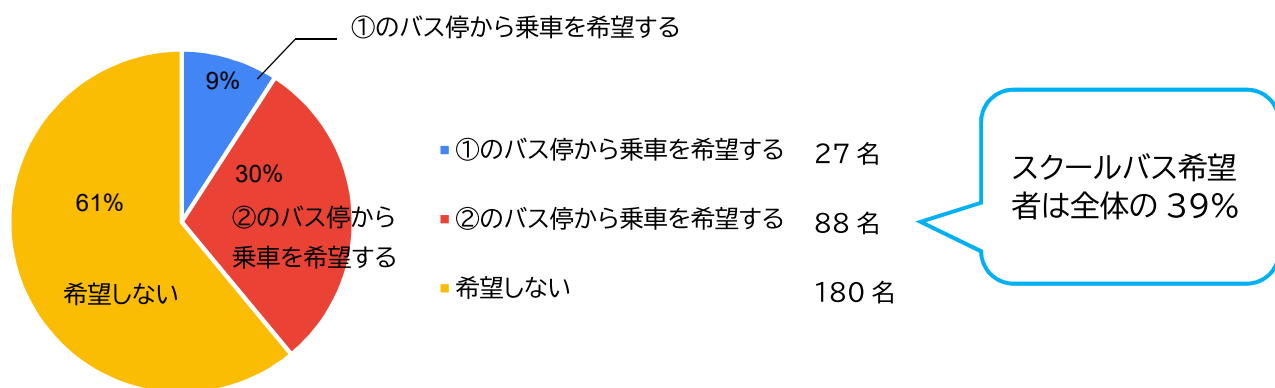 ①のバス停から乗車を希望する
9%
30%
②のバス停から
乗車を希望する
61%
希望しない
①のバス停から乗車を希望する 27 名
②のバス停から乗車を希望する 88 名
希望しない 180 名
スクールバス希望
者は全体の 39%